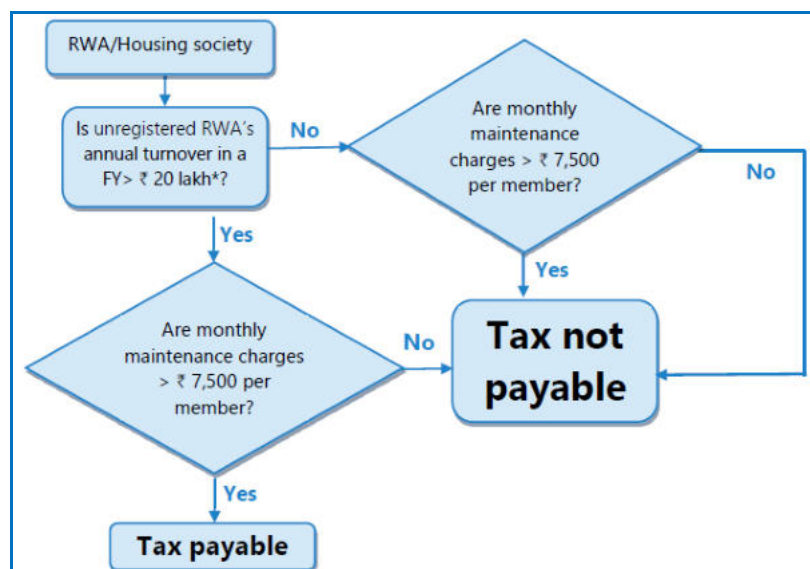 RWA/Housing society
Is unregistered RWA's
annual turnover in a
FY> ₹ 20 lakh*?
No
Are monthly
maintenance
charges > ₹ 7,500
per member?
No
Yes
Yes
Are monthly
maintenance charges
> ₹ 7,500 per
member?
No
Tax not
payable
Yes
Tax payable